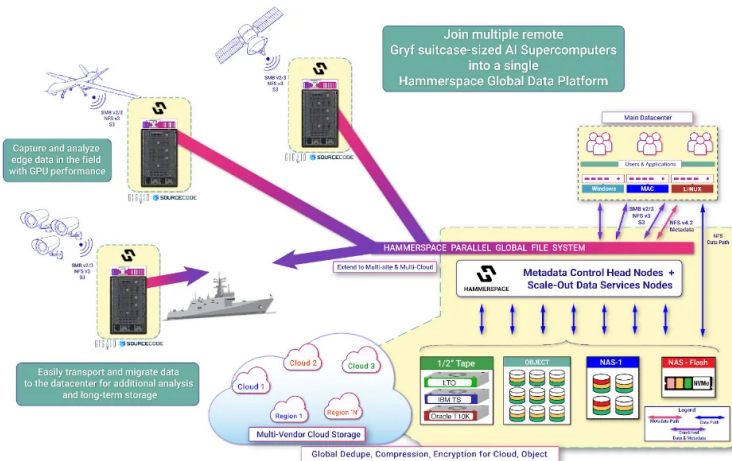 Join multiple remote
Gryf suitcase-sized AI Supercomputers
into a single
Hammerspace Global Data Platform
SMB v2/3
NFS v3
S3
SMB v2/3
NFS v3
S3
Capture and analyze
edge data in the field
with GPU performance
GIGAIO SOURCECODE
GIGAIO SOURCECODE
Main Datacenter
Users & Applications
Windows
MAC
LINUX
SMB v2/3
NFS v3
S3
NFS v4.2
Metadata
NFS
Data Path
SMB v2/3
NFS v3
S3
HAMMERSPACE PARALLEL GLOBAL FILE SYSTEM
Extend to Multi-site & Multi-Cloud
HAMMERSPACE
Metadata Control Head Nodes +
Scale-Out Data Services Nodes
GIGAIO SOURCECODE
Easily transport and migrate data
to the datacenter for additional analysis
and long-term storage
Cloud 1
Cloud 2
Cloud 3
Region 1
Region 'N'
Multi-Vendor Cloud Storage
1/2" Tape
LTO
IBM TS
Oracle T10K
OBJECT
NAS-1
NAS - Flash
NVMe
Legend
Metadata Path
Data Path
Combined
Data & Metadata
Global Dedupe, Compression, Encryption for Cloud, Object